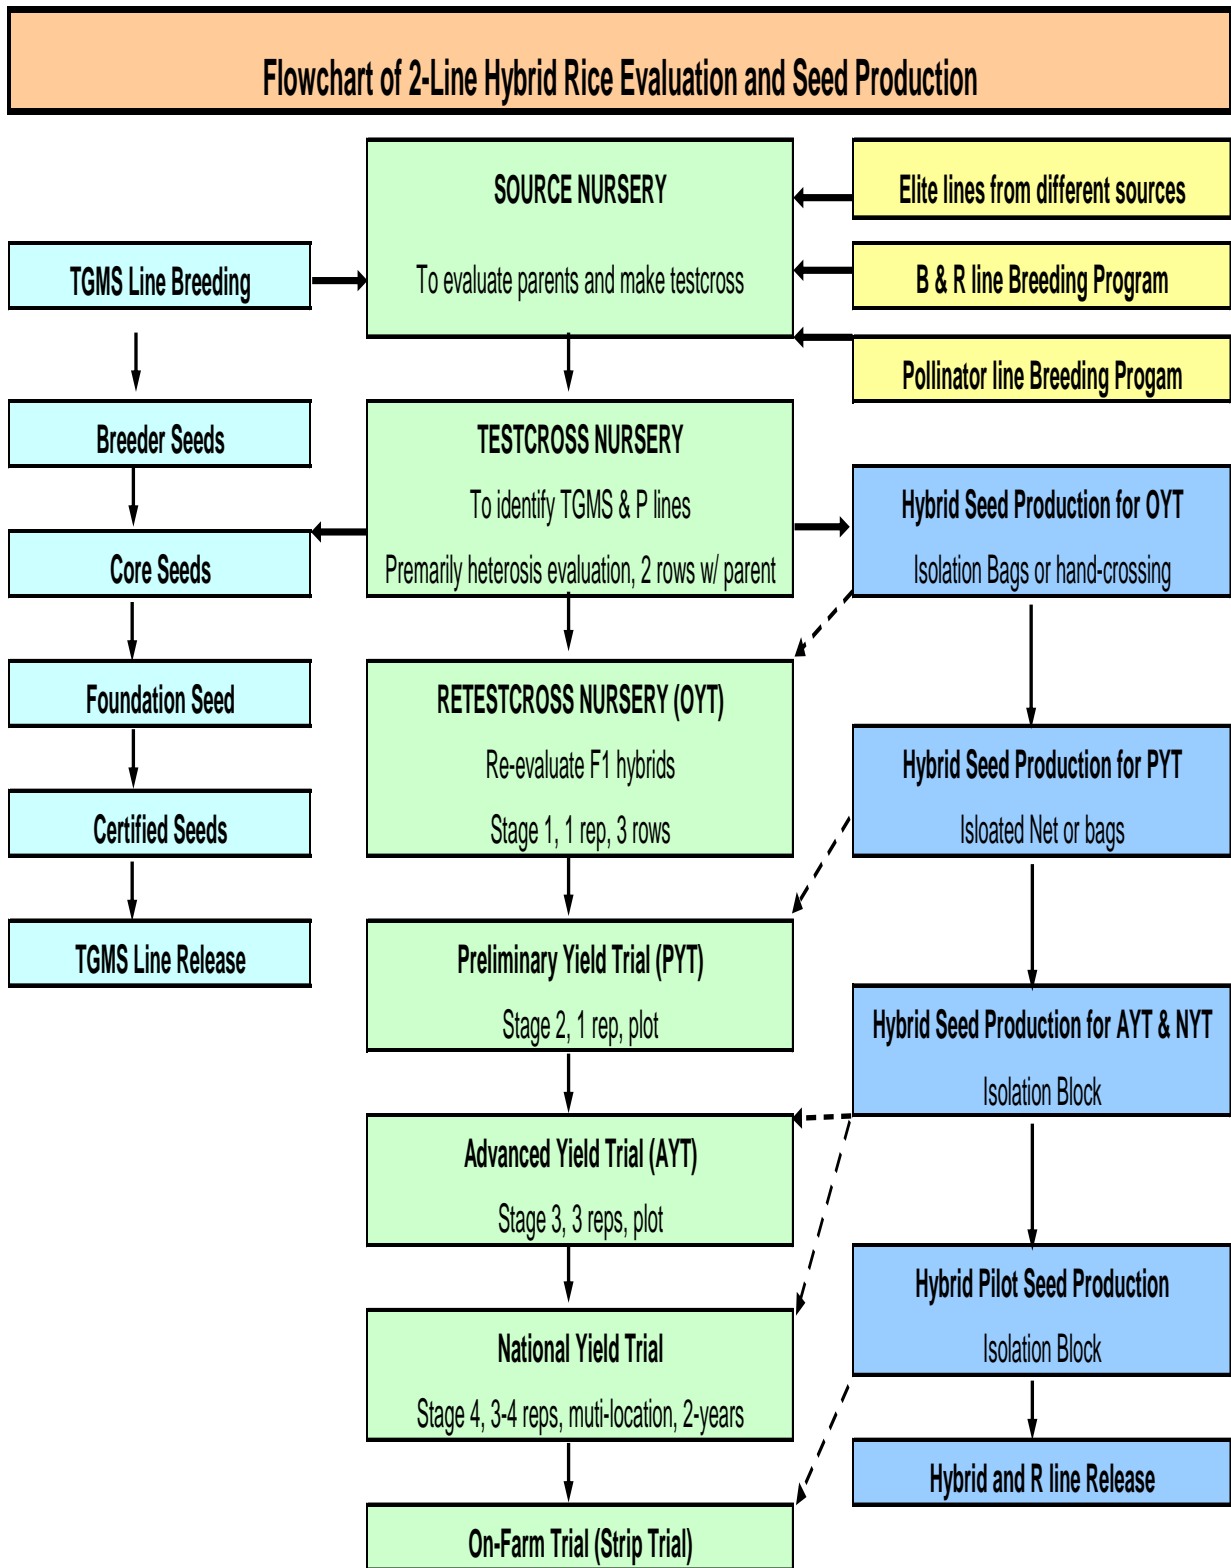 Flowchart of 2-Line Hybrid Rice Evaluation and Seed Production
TGMS Line Breeding
Breeder Seeds
Core Seeds
Foundation Seed
Certified Seeds
TGMS Line Release
SOURCE NURSERY
To evaluate parents and make testcross
TESTCROSS NURSERY
To identify TGMS & P lines
Premarily heterosis evaluation, 2 rows w/ parent
RETESTCROSS NURSERY (OYT)
Re-evaluate F1 hybrids
Stage 1, 1 rep, 3 rows
Preliminary Yield Trial (PYT)
Stage 2, 1 rep, plot
Advanced Yield Trial (AYT)
Stage 3, 3 reps, plot
National Yield Trial
Stage 4, 3-4 reps, muti-location, 2-years
On-Farm Trial (Strip Trial)
Elite lines from different sources
B & R line Breeding Program
Pollinator line Breeding Progam
Hybrid Seed Production for OYT
Isolation Bags or hand-crossing
Hybrid Seed Production for PYT
Isloated Net or bags
Hybrid Seed Production for AYT & NYT
Isolation Block
Hybrid Pilot Seed Production
Isolation Block
Hybrid and R line Release